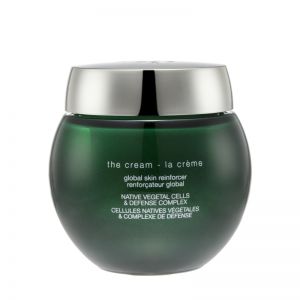 the cream - la crème
global skin reinforcer
renforçateur global
NATIVE VEGETAL CELLS
& DEFENSE COMPLEX
CELLULES NATIVES VEGETALES
& COMPLEXE DE DÉFENSE